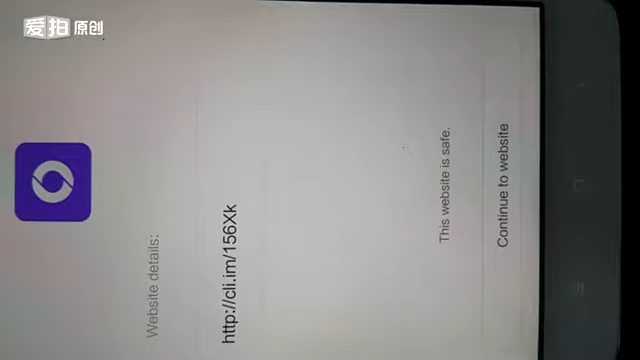 爱拍原创
Website details:
http://cli.im/156Xk
This website is safe.
Continue to website